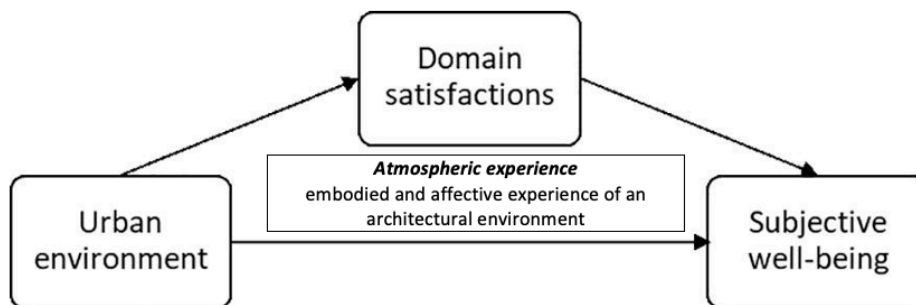 Domain
satisfactions
Atmospheric experience
embodied and affective experience of an
architectural environment
Urban
environment
Subjective
well-being